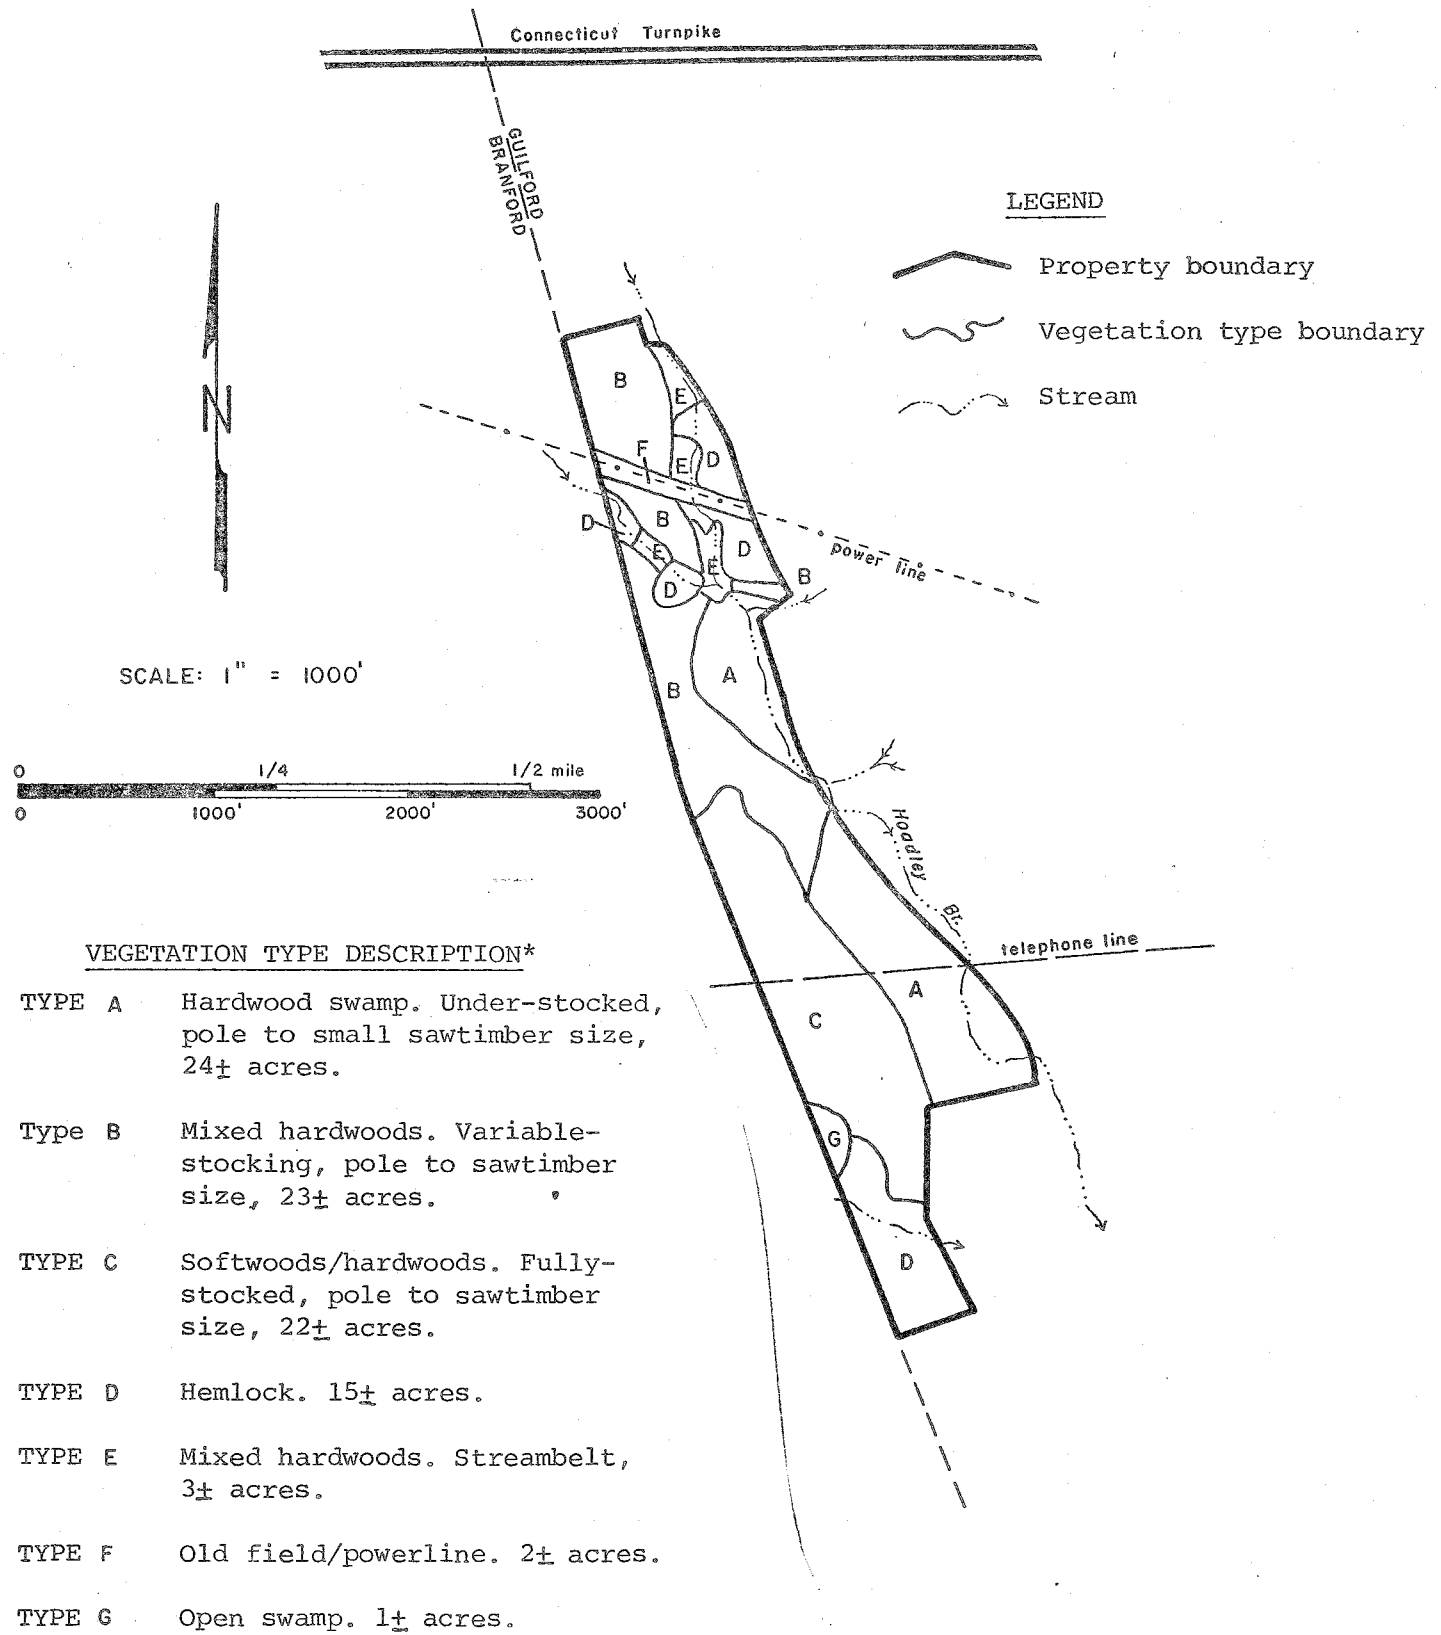 Connecticut Turnpike
GUILFORD
BRANFORD
LEGEND
Property boundary
Vegetation type boundary
Stream
N
B
E
F
E
D
D
B
E
D
E
D
B
power line
A
B
SCALE: 1" = 1000'
0 1/4 1/2 mile
0 1000' 2000' 3000'
Hoadley
Br.
telephone line
A
C
G
D
VEGETATION TYPE DESCRIPTION*
TYPE A Hardwood swamp. Under-stocked,
pole to small sawtimber size,
24± acres.
Type B Mixed hardwoods. Variable-
stocking, pole to sawtimber
size, 23± acres.
TYPE C Softwoods/hardwoods. Fully-
stocked, pole to sawtimber
size, 22± acres.
TYPE D Hemlock. 15± acres.
TYPE E Mixed hardwoods. Streambelt,
3± acres.
TYPE F Old field/powerline. 2± acres.
TYPE G Open swamp. 1± acres.